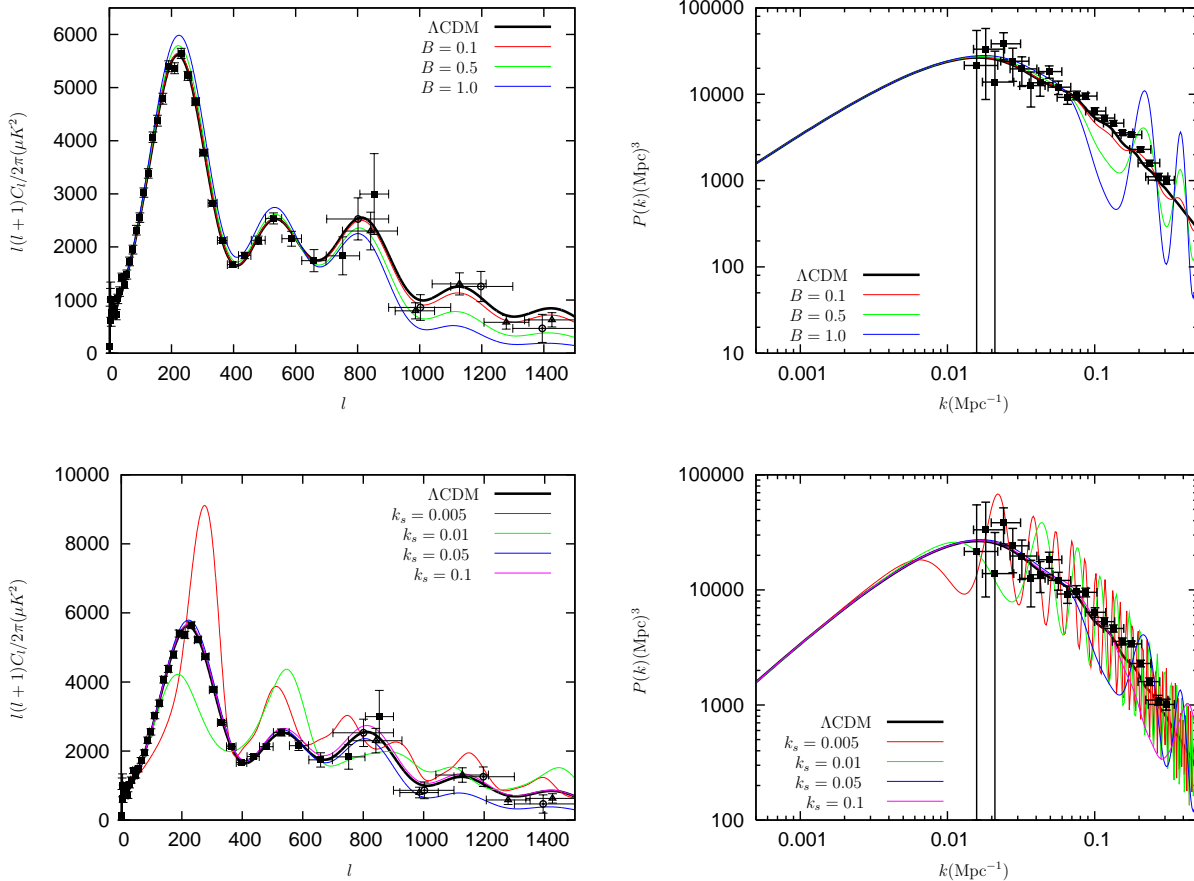 6000
5000
4000
3000
2000
1000
0
0 200 400 600 800 1000 1200 1400
l(l + 1)C_l/2π(μK²)
l
ΛCDM
B = 0.1
B = 0.5
B = 1.0
100000
10000
1000
100
10
0.001 0.01 0.1
P(k)(Mpc)³
k(Mpc⁻¹)
ΛCDM
B = 0.1
B = 0.5
B = 1.0
10000
8000
6000
4000
2000
0
0 200 400 600 800 1000 1200 1400
l(l + 1)C_l/2π(μK²)
l
ΛCDM
k_s = 0.005
k_s = 0.01
k_s = 0.05
k_s = 0.1
100000
10000
1000
100
0.001 0.01 0.1
P(k)(Mpc)³
k(Mpc⁻¹)
ΛCDM
k_s = 0.005
k_s = 0.01
k_s = 0.05
k_s = 0.1